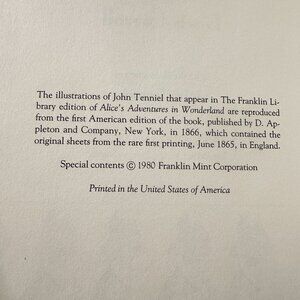 The illustrations of John Tenniel that appear in The Franklin Li-
brary edition of Alice's Adventures in Wonderland are reproduced
from the first American edition of the book, published by D. Ap-
pleton and Company, New York, in 1866, which contained the
original sheets from the rare first printing, June 1865, in England.
Special contents © 1980 Franklin Mint Corporation
Printed in the United States of America